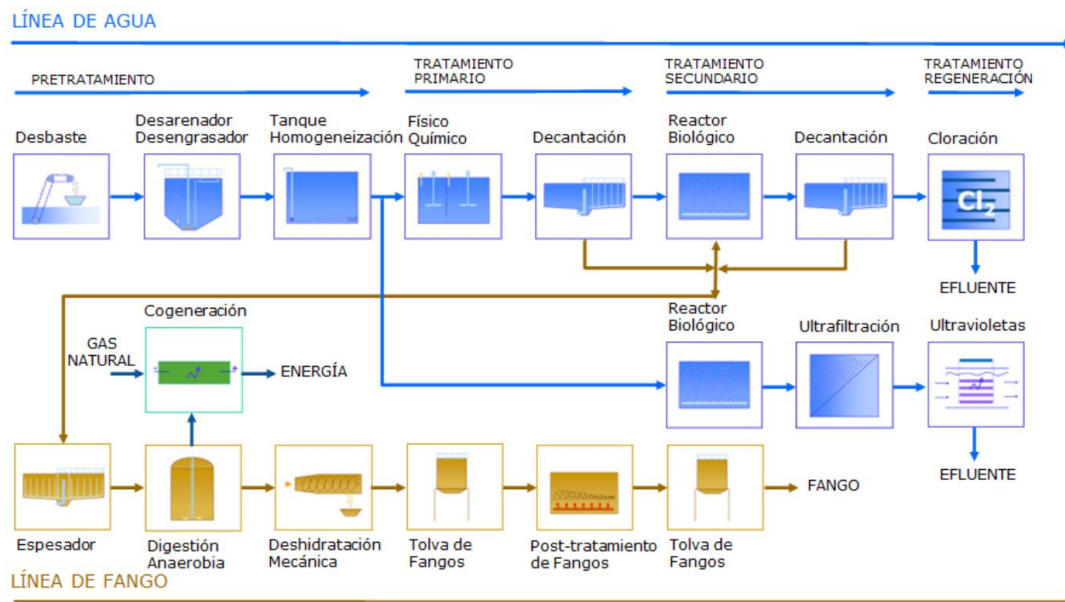 LÍNEA DE AGUA
PRETRATAMIENTO
TRATAMIENTO
PRIMARIO
TRATAMIENTO
SECUNDARIO
TRATAMIENTO
REGENERACIÓN
Desbaste
Desarenador
Desengrasador
Tanque
Homogeneización
Físico
Químico
Decantación
Reactor
Biológico
Decantación
Cloración
Cl2
EFLUENTE
Cogeneración
GAS
NATURAL
ENERGÍA
Reactor
Biológico
Ultrafiltración
Ultravioletas
EFLUENTE
FANGO
Espesador
Digestión
Anaerobia
Deshidratación
Mecánica
Tolva de
Fangos
Post-tratamiento
de Fangos
Tolva de
Fangos
LÍNEA DE FANGO